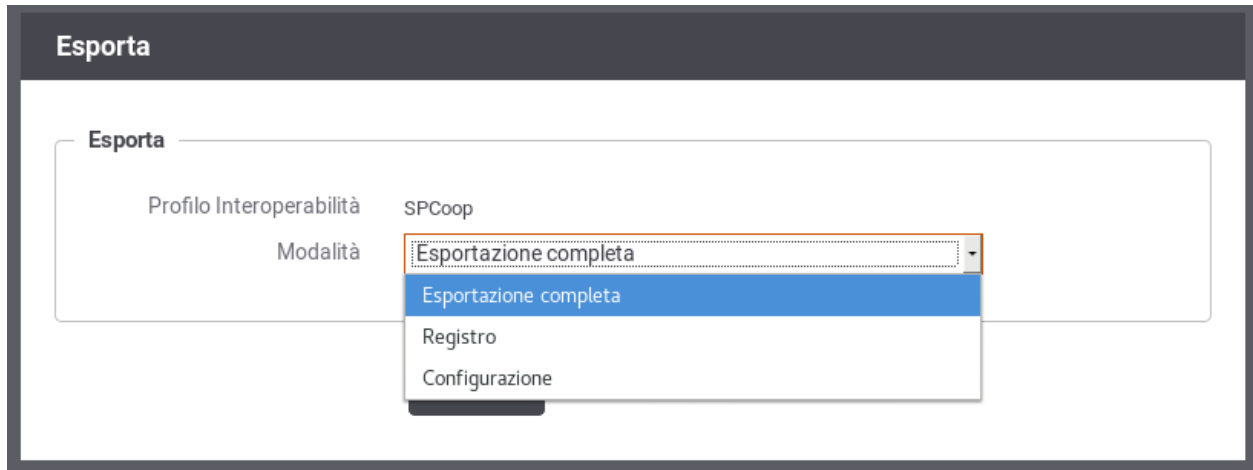 Esporta
Esporta
Profilo Interoperabilità SPCoop
Modalità Esportazione completa
Esportazione completa
Registro
Configurazione